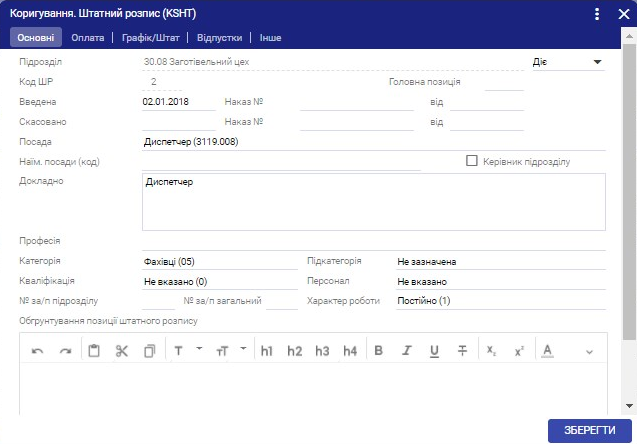 Коригування. Штатний розпис (KSHT)
Основні Оплата Графік/Штат Відпустки Інше
Підрозділ 30.08 Заготівельний цех Діє
Код ШР 2 Головна позиція
Введена 02.01.2018 Наказ № від
Скасовано Наказ № від
Посада Диспетчер (3119.008)
Найм. посади (код) Керівник підрозділу
Докладно Диспетчер
Професія
Категорія Фахівці (05) Підкатегорія Не зазначена
Кваліфікація Не вказано (0) Персонал Не вказано
№ за/п підрозділу № за/п загальний Характер роботи Постійно (1)
Обгрунтування позиції штатного розпису
T тT h1 h2 h3 h4 B I U T x₂ x² A
ЗБЕРЕГТИ